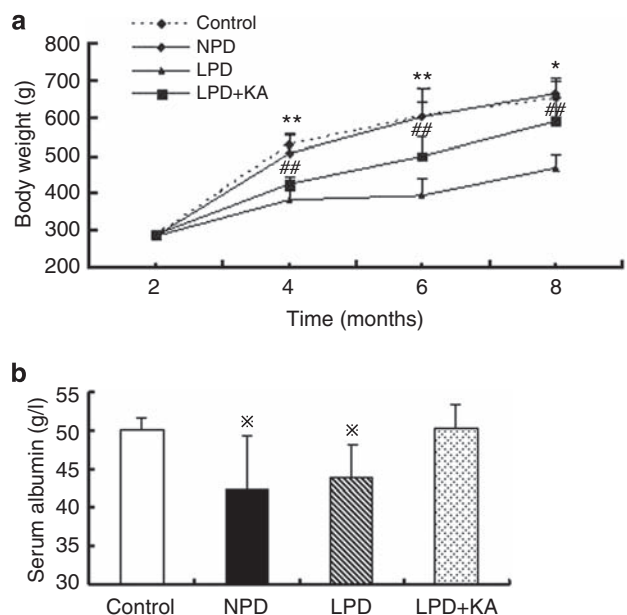 a
Control
NPD
LPD
LPD+KA
800
700
600
500
400
300
200
Body weight (g)
** ** *
## ## ##
2 4 6 8
Time (months)
b
55
50
45
40
35
30
Serum albumin (g/l)
※ ※
Control NPD LPD LPD+KA